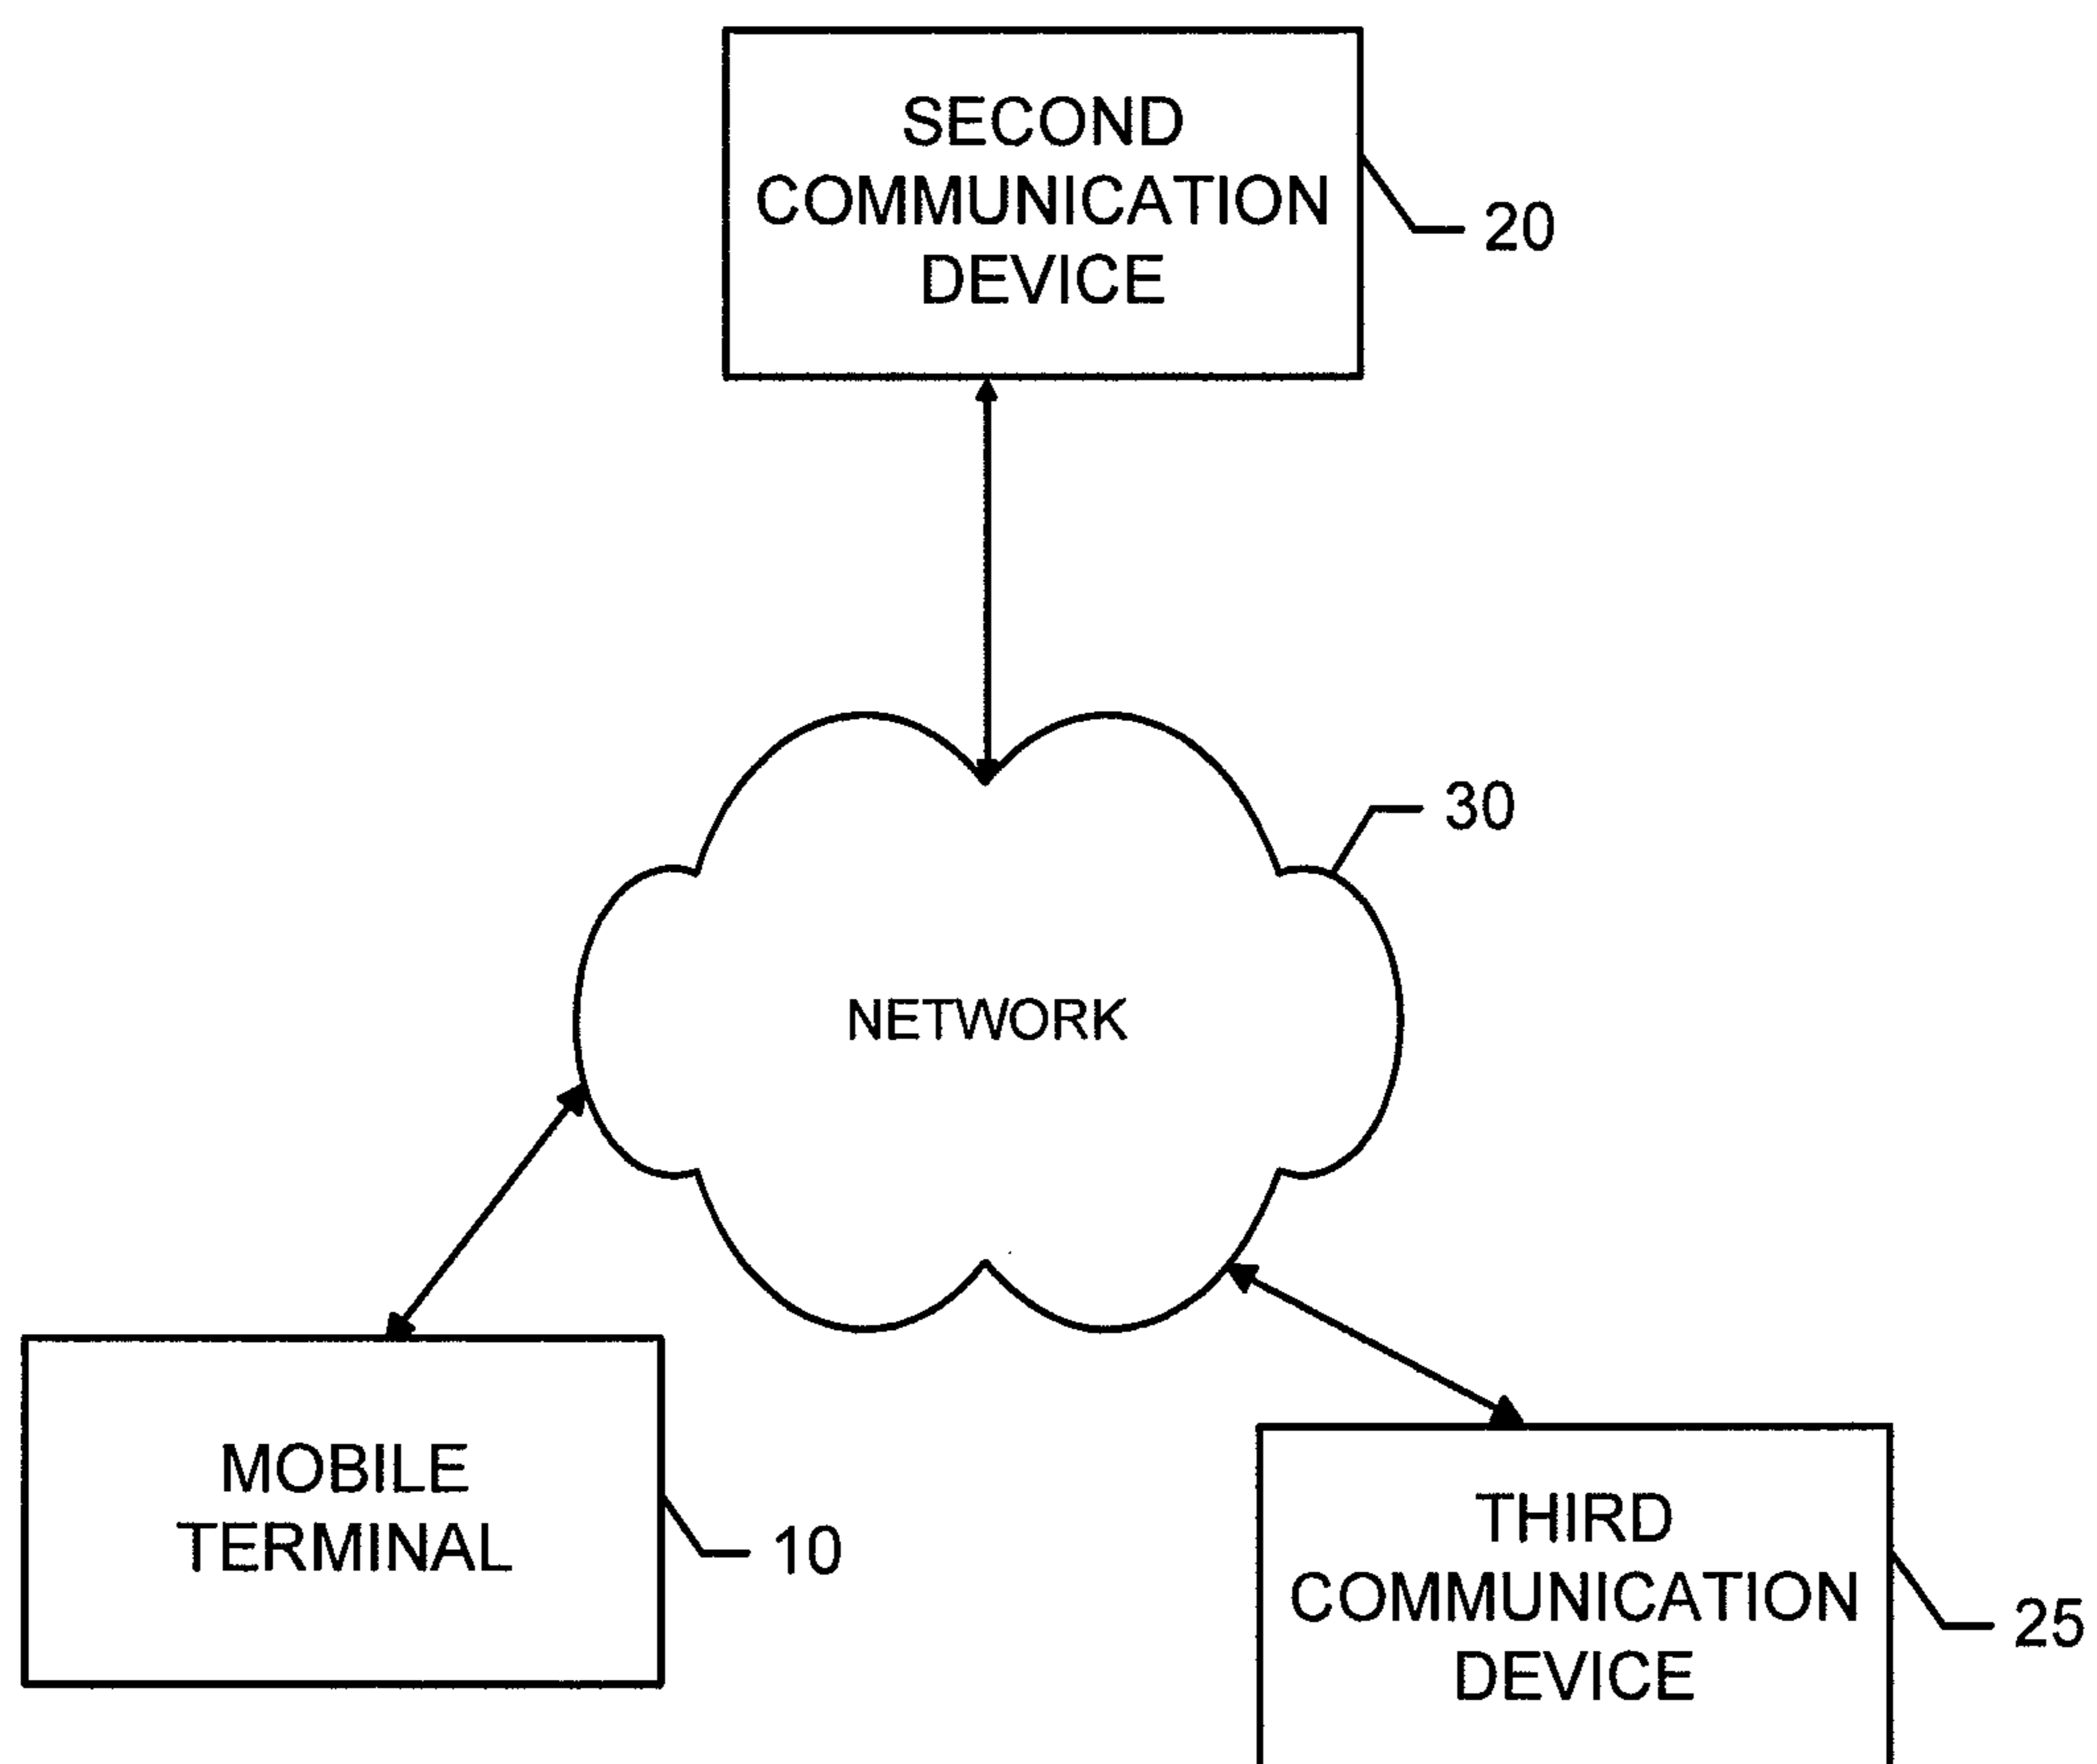 SECOND
COMMUNICATION
DEVICE
20
30
NETWORK
MOBILE
TERMINAL
10
THIRD
COMMUNICATION
DEVICE
25